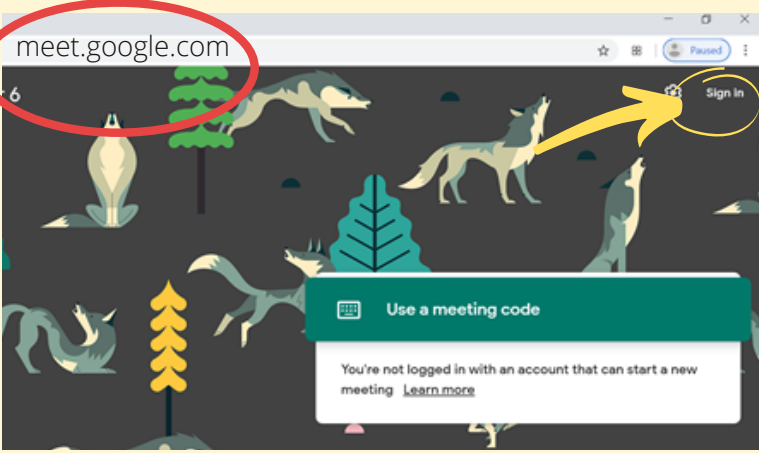 meet.google.com
Paused
6
Sign in
Use a meeting code
You're not logged in with an account that can start a new
meeting Learn more